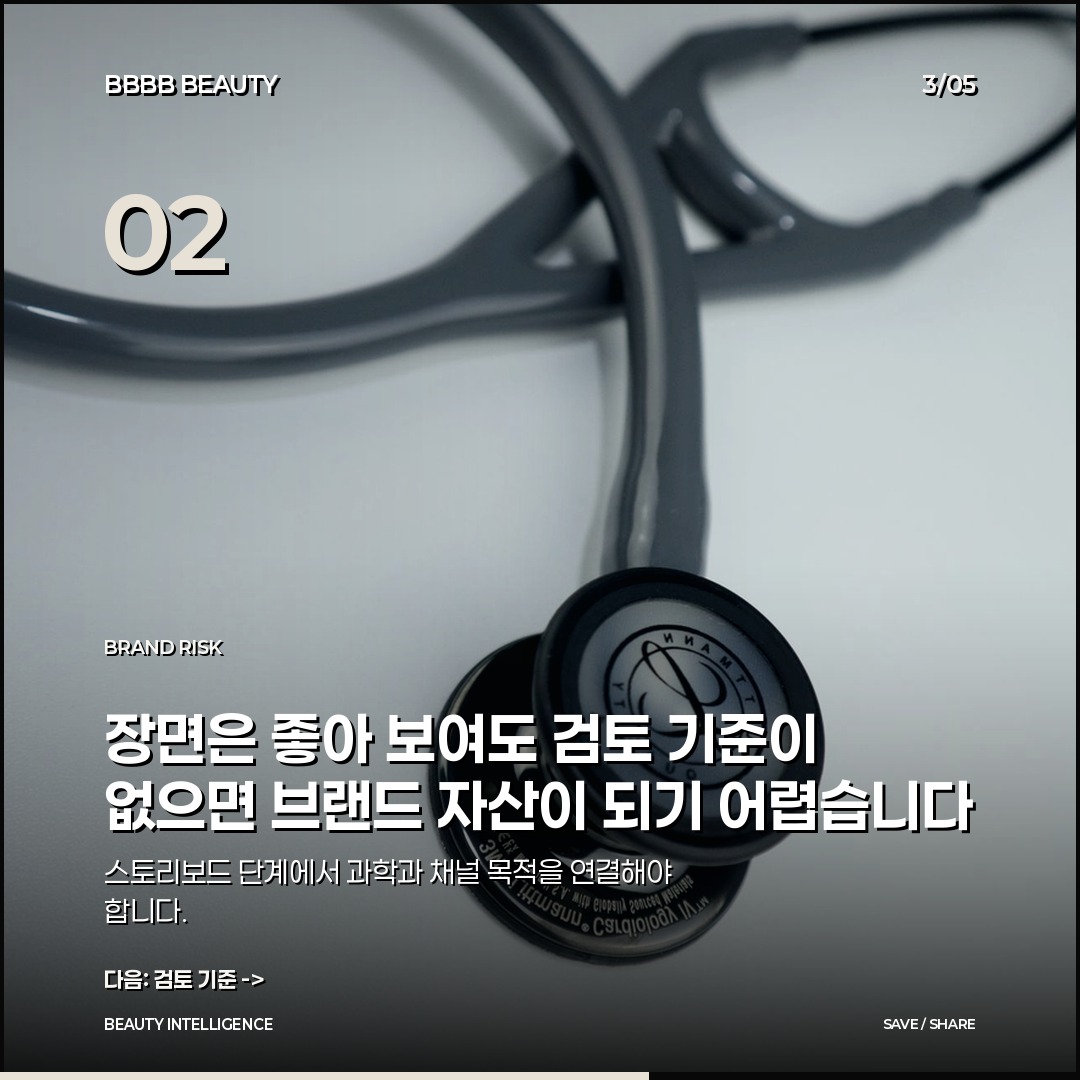 BBBB BEAUTY
3/05
02
BRAND RISK
장면은 좋아 보여도 검토 기준이
없으면 브랜드 자산이 되기 어렵습니다
스토리보드 단계에서 과학과 채널 목적을 연결해야
합니다.
다음: 검토 기준 ->
BEAUTY INTELLIGENCE
SAVE / SHARE
Littmann® Cardiology IV™